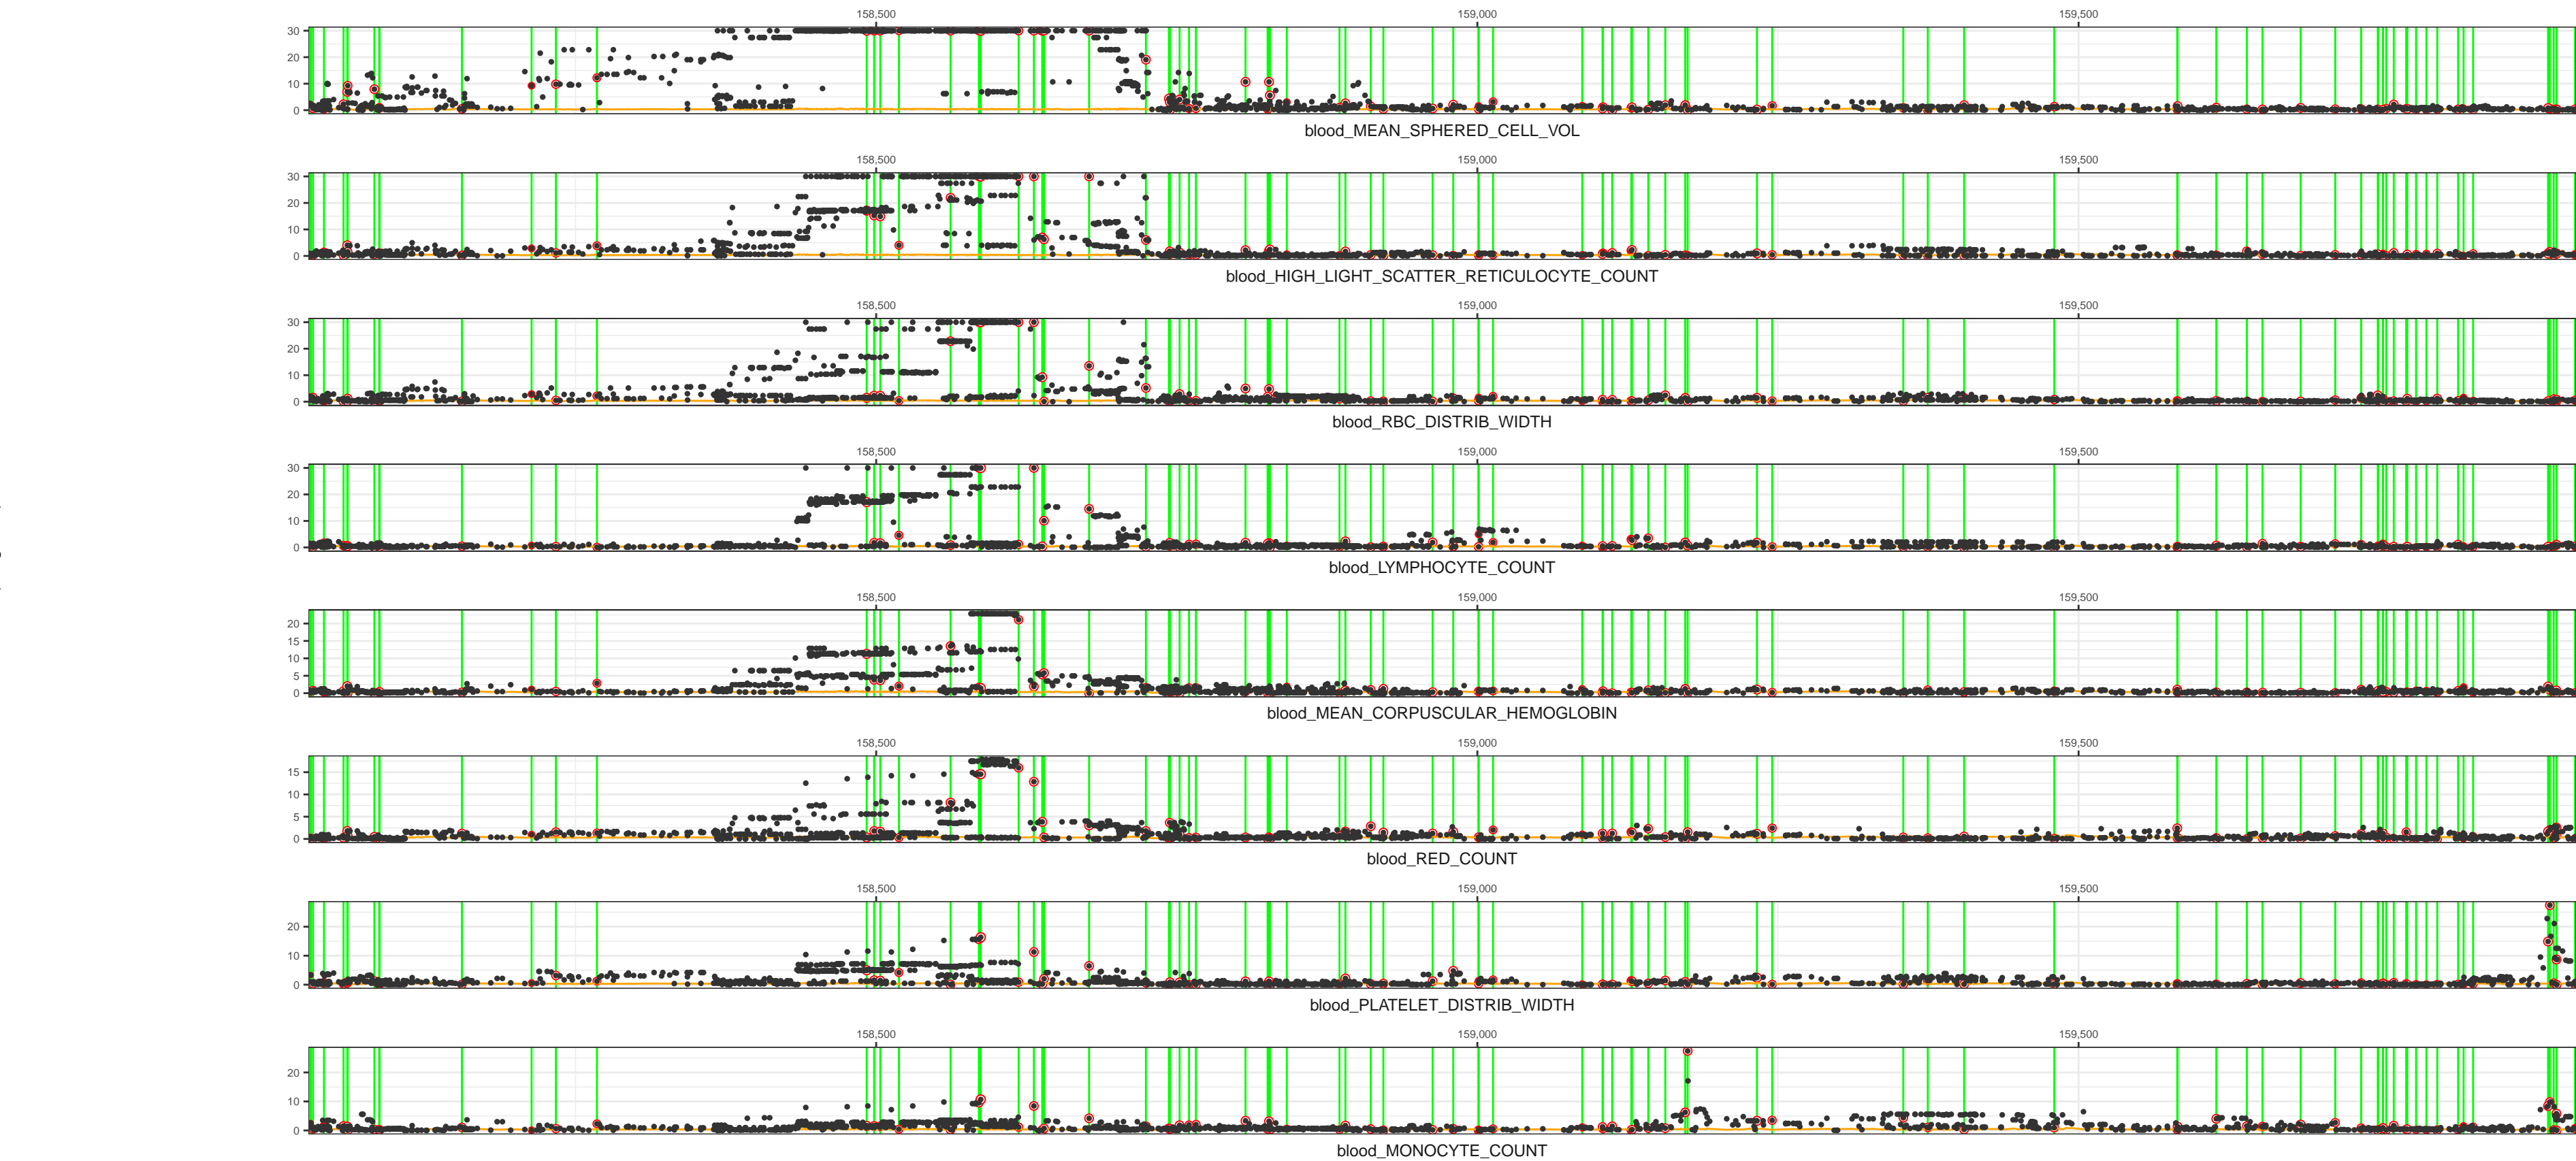 158,500 159,000 159,500
30
20
10
0
blood_MEAN_SPHERED_CELL_VOL
158,500 159,000 159,500
30
20
10
0
blood_HIGH_LIGHT_SCATTER_RETICULOCYTE_COUNT
158,500 159,000 159,500
30
20
10
0
blood_RBC_DISTRIB_WIDTH
158,500 159,000 159,500
30
20
10
0
blood_LYMPHOCYTE_COUNT
158,500 159,000 159,500
20
15
10
5
0
blood_MEAN_CORPUSCULAR_HEMOGLOBIN
158,500 159,000 159,500
15
10
5
0
blood_RED_COUNT
158,500 159,000 159,500
20
10
0
blood_PLATELET_DISTRIB_WIDTH
158,500 159,000 159,500
20
10
0
blood_MONOCYTE_COUNT